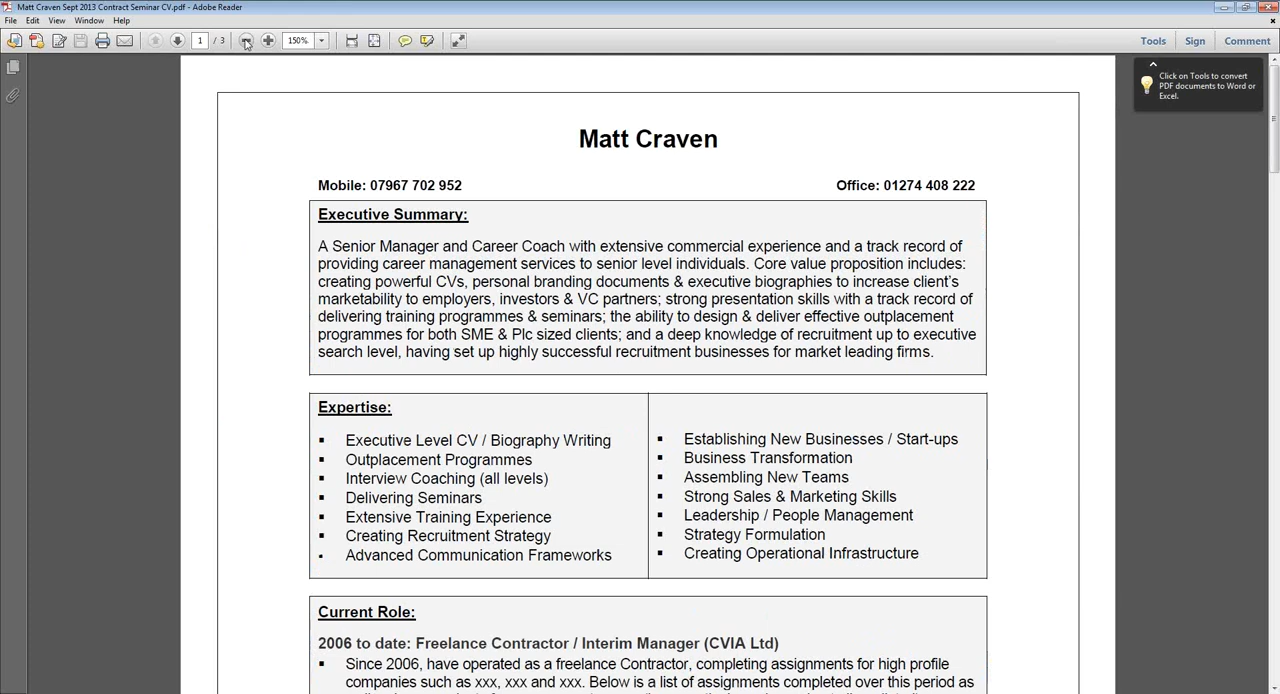 Matt Craven Sept 2013 Contract Seminar CV.pdf - Adobe Reader
File Edit View Window Help
1 / 3 150% Tools Sign Comment
Click on Tools to convert
PDF documents to Word or
Excel.
Matt Craven
Mobile: 07967 702 952 Office: 01274 408 222
Executive Summary:
A Senior Manager and Career Coach with extensive commercial experience and a track record of
providing career management services to senior level individuals. Core value proposition includes:
creating powerful CVs, personal branding documents & executive biographies to increase client's
marketability to employers, investors & VC partners; strong presentation skills with a track record of
delivering training programmes & seminars; the ability to design & deliver effective outplacement
programmes for both SME & Plc sized clients; and a deep knowledge of recruitment up to executive
search level, having set up highly successful recruitment businesses for market leading firms.
Expertise:
▪ Executive Level CV / Biography Writing
▪ Outplacement Programmes
▪ Interview Coaching (all levels)
▪ Delivering Seminars
▪ Extensive Training Experience
▪ Creating Recruitment Strategy
▪ Advanced Communication Frameworks
▪ Establishing New Businesses / Start-ups
▪ Business Transformation
▪ Assembling New Teams
▪ Strong Sales & Marketing Skills
▪ Leadership / People Management
▪ Strategy Formulation
▪ Creating Operational Infrastructure
Current Role:
2006 to date: Freelance Contractor / Interim Manager (CVIA Ltd)
▪ Since 2006, have operated as a freelance Contractor, completing assignments for high profile
companies such as xxx, xxx and xxx. Below is a list of assignments completed over this period as